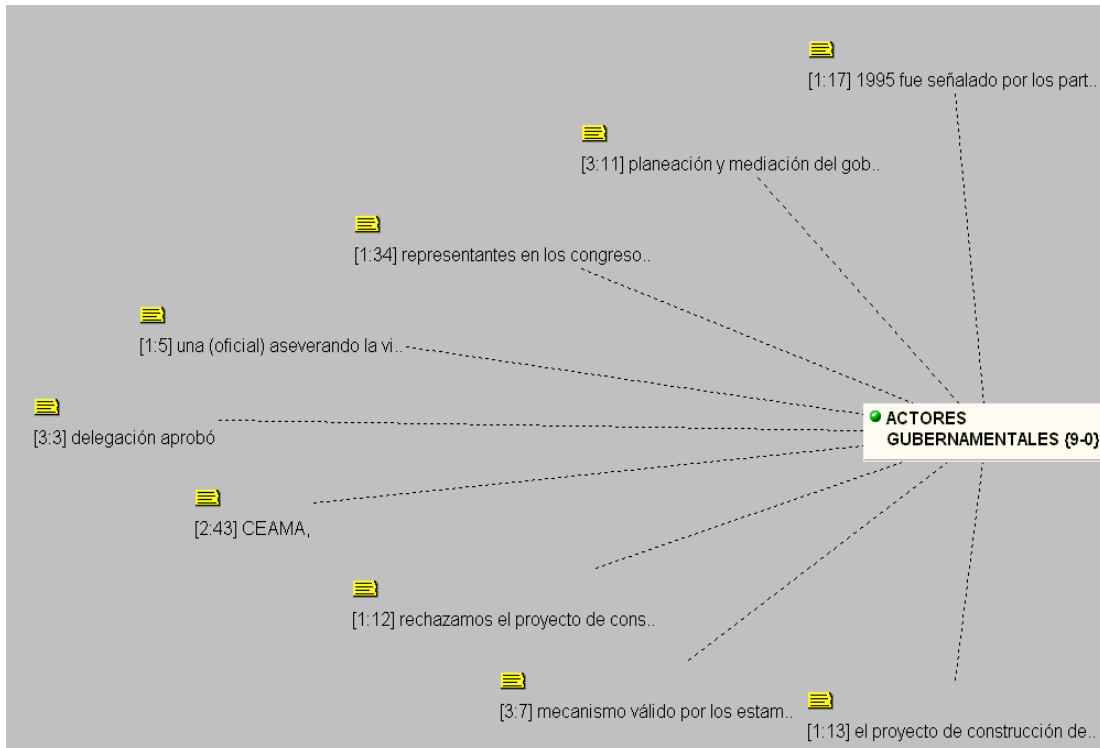 [1:17] 1995 fue señalado por los part..
[3:11] planeación y mediación del gob..
[1:34] representantes en los congreso..
[1:5] una (oficial) aseverando la vi..
[3:3] delegación aprobó
ACTORES
GUBERNAMENTALES {9-0}
[2:43] CEAMA,
[1:12] rechazamos el proyecto de cons..
[3:7] mecanismo válido por los estam..
[1:13] el proyecto de construcción de..